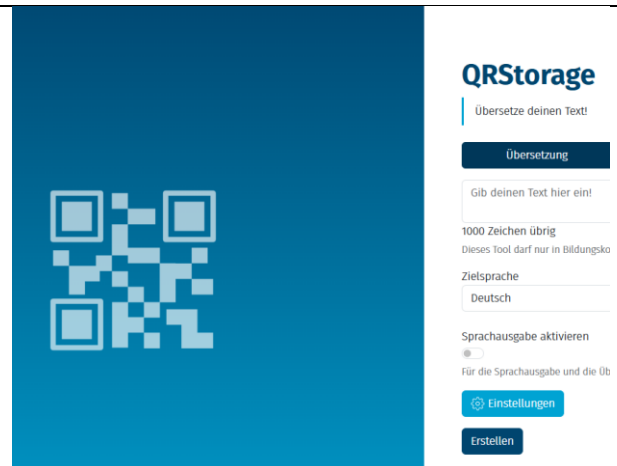 QRStorage
Übersetze deinen Text!
Übersetzung
Gib deinen Text hier ein!
1000 Zeichen übrig
Dieses Tool darf nur in
Zielsprache
Deutsch
Sprachausgabe aktivieren
Für die Sprachausgabe und die
Einstellungen
Erstellen